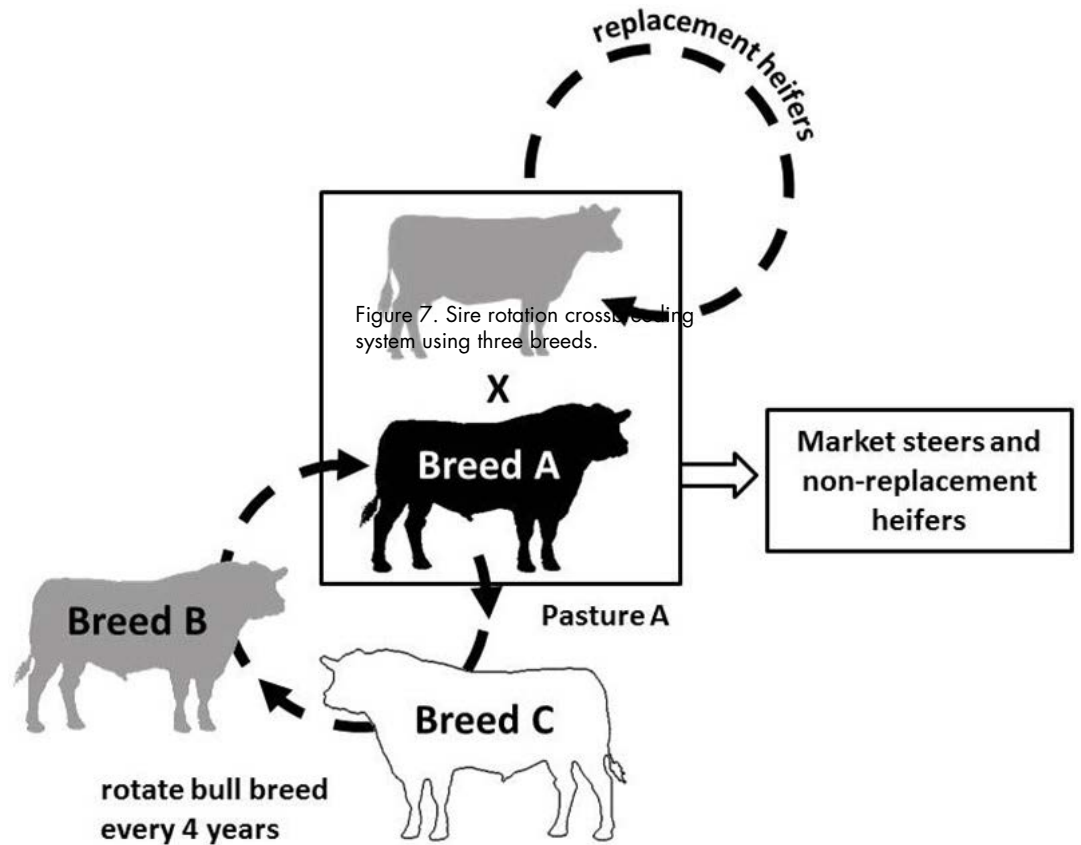 replacement heifers
Figure 7. Sire rotation crossbreeding
system using three breeds.
X
Breed A
Market steers and
non-replacement
heifers
Pasture A
Breed B
Breed C
rotate bull breed
every 4 years